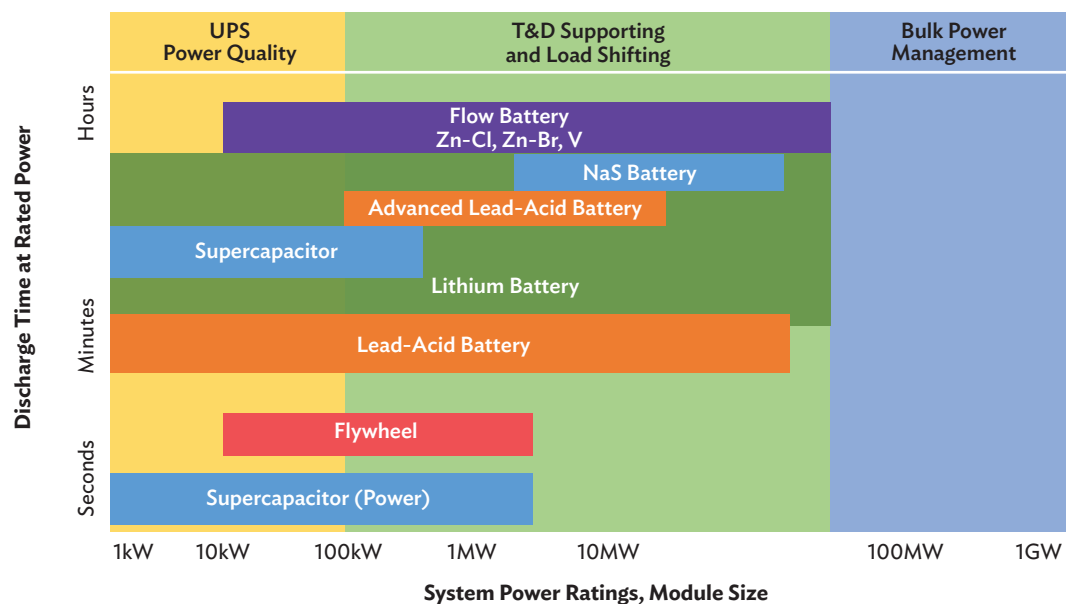 UPS
Power Quality
T&D Supporting
and Load Shifting
Bulk Power
Management
Discharge Time at Rated Power
Hours
Minutes
Seconds
Flow Battery
Zn-Cl, Zn-Br, V
NaS Battery
Advanced Lead-Acid Battery
Supercapacitor
Lithium Battery
Lead-Acid Battery
Flywheel
Supercapacitor (Power)
1kW 10kW 100kW 1MW 10MW 100MW 1GW
System Power Ratings, Module Size